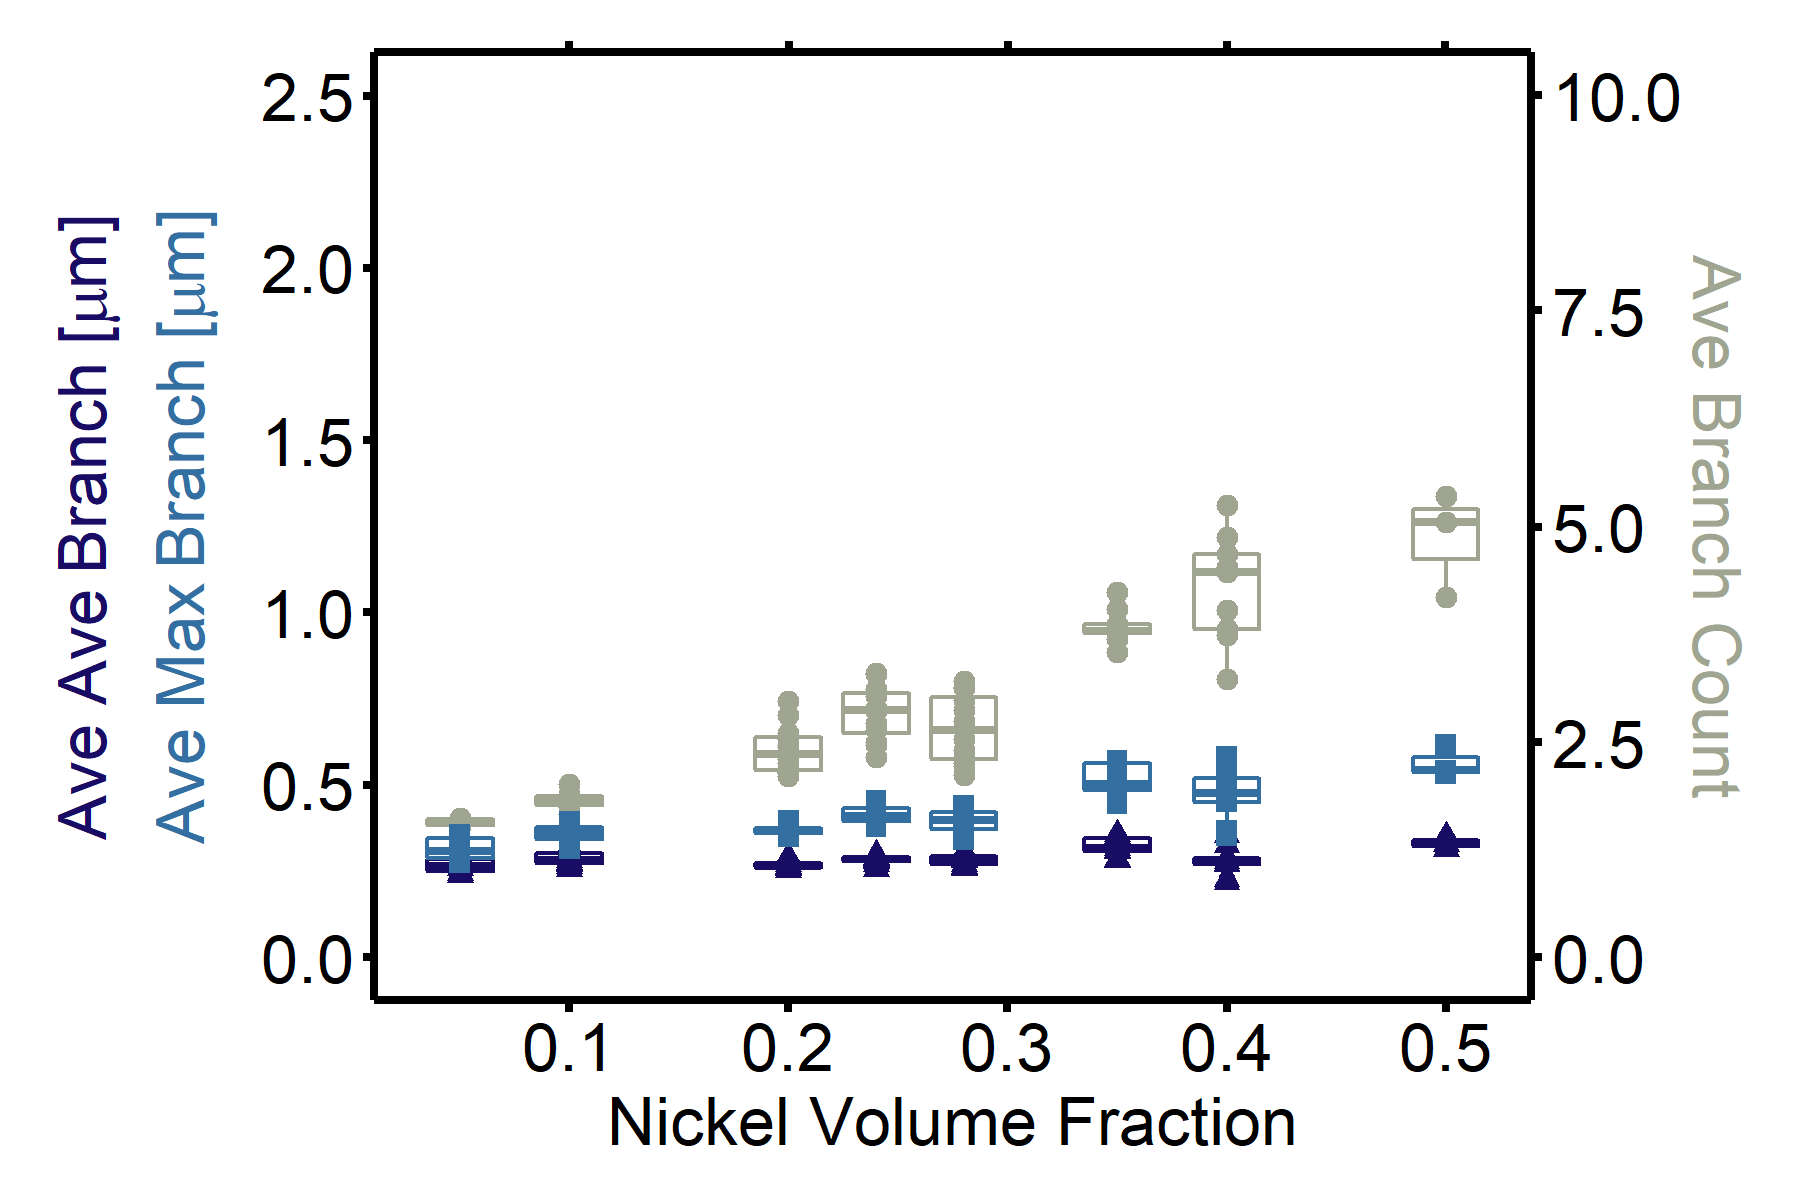 Ave Ave Branch [μm]
Ave Max Branch [μm]
2.5
2.0
1.5
1.0
0.5
0.0
10.0
7.5
5.0
2.5
0.0
Ave Branch Count
0.1 0.2 0.3 0.4 0.5
Nickel Volume Fraction